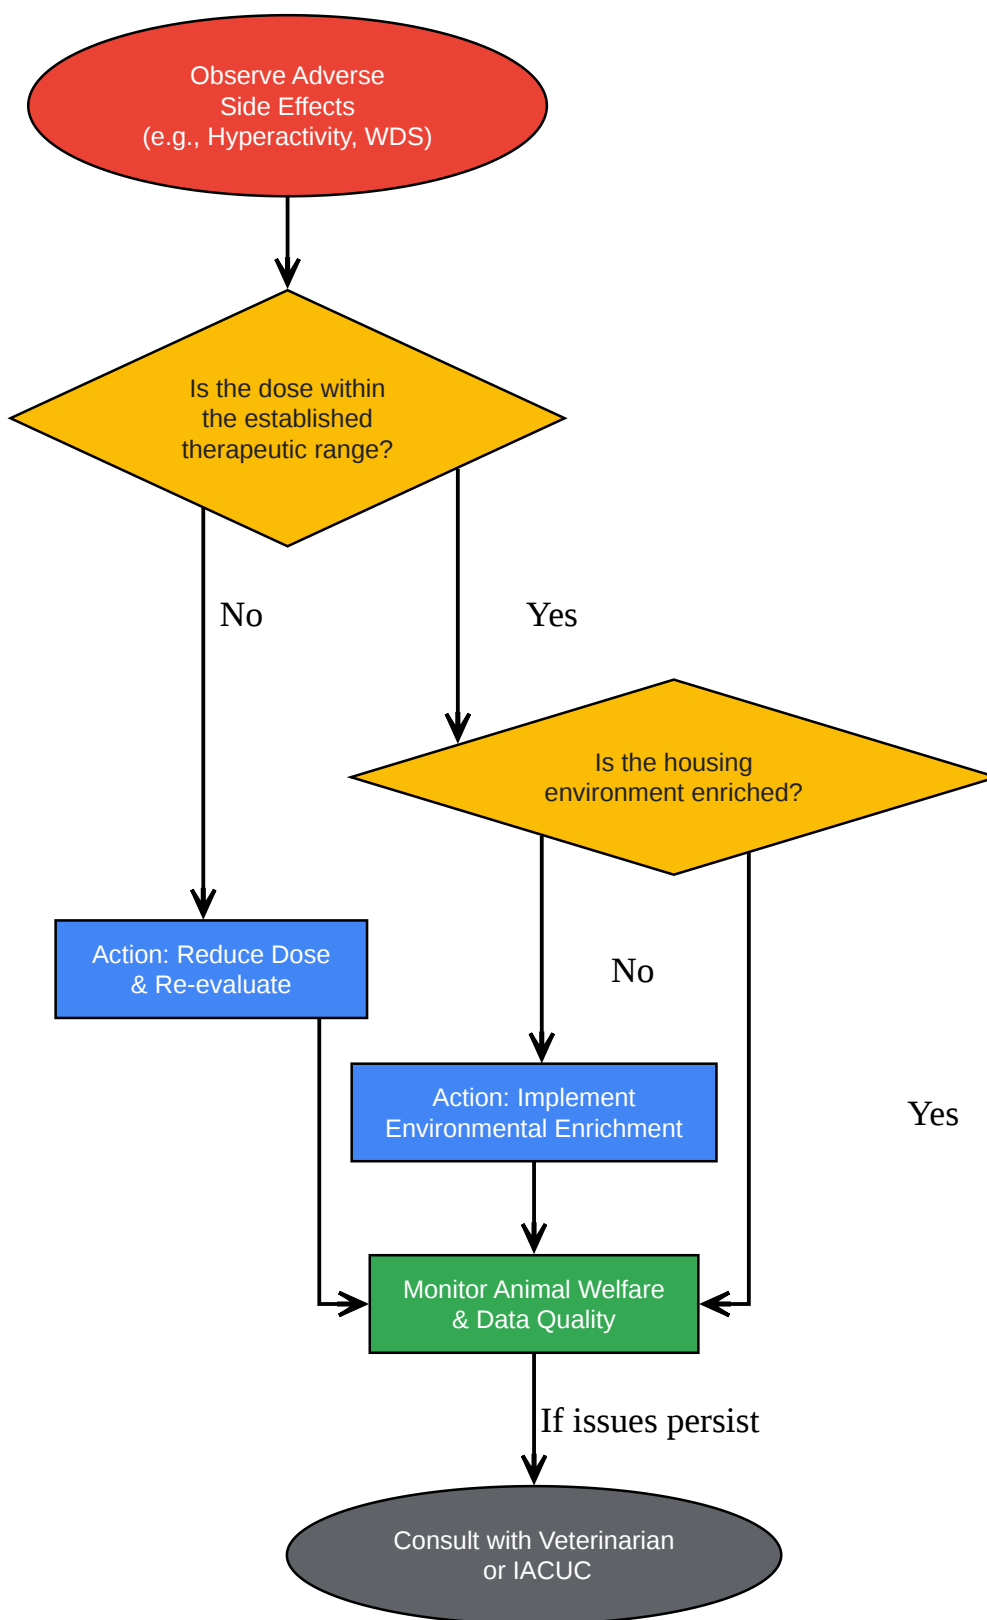 Observe Adverse
Side Effects
(e.g., Hyperactivity, WDS)
Is the dose within
the established
therapeutic range?
No
Yes
Is the housing
environment enriched?
Action: Reduce Dose
& Re-evaluate
No
Action: Implement
Environmental Enrichment
Yes
Monitor Animal Welfare
& Data Quality
If issues persist
Consult with Veterinarian
or IACUC